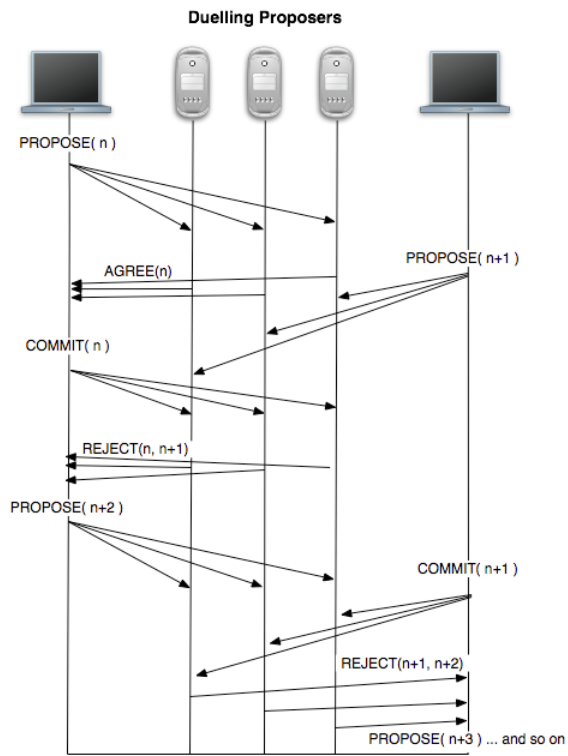 Duelling Proposers
PROPOSE( n )
PROPOSE( n+1 )
AGREE(n)
COMMIT( n )
REJECT(n, n+1)
PROPOSE( n+2 )
COMMIT( n+1 )
REJECT(n+1, n+2)
PROPOSE( n+3 ) ... and so on